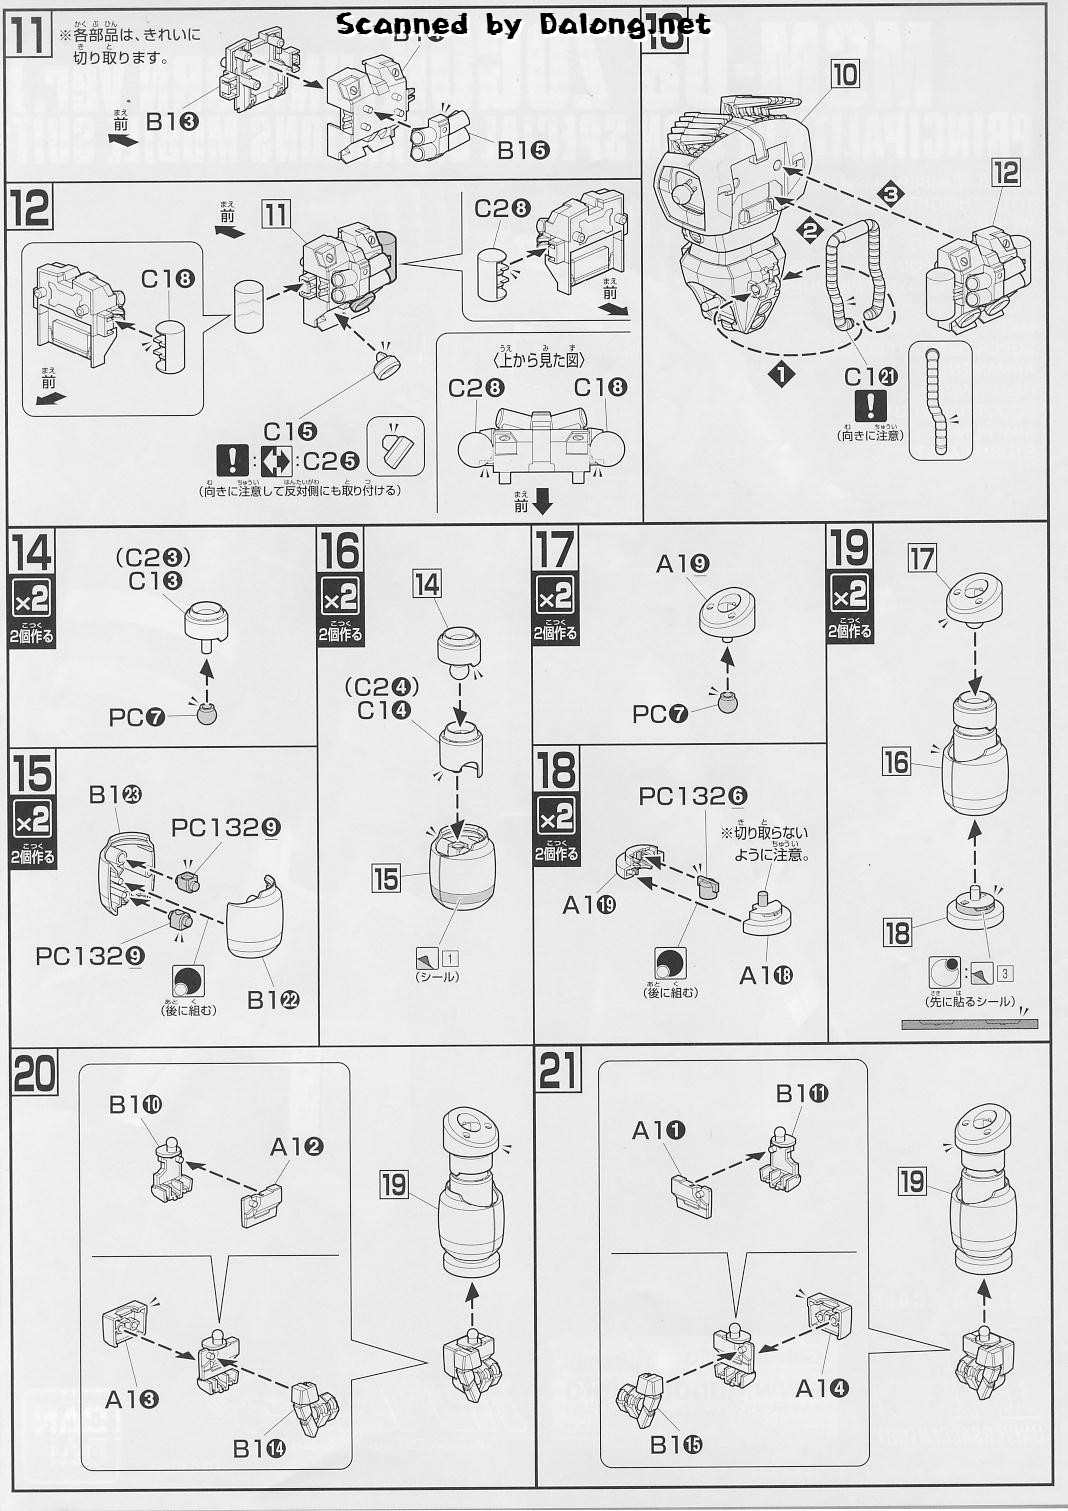 Scanned by Dalong.net
11
※各部品は、きれいに
切り取ります。
B1❸
前
B1❺
12
前
11
C1❽
前
C2❽
前
C1❺
!:C2❺
(向きに注意して反対側にも取り付ける)
〈上から見た図〉
C2❽
C1❽
前
13
10
12
3
2
1
C1㉑
!
(向きに注意)
14
×2
2個作る
(C2❸)
C1❸
PC❼
15
×2
2個作る
B1㉓
PC132❾
PC132❾
(後に組む)
B1㉒
16
×2
2個作る
14
(C2❹)
C1❹
15
1
(シール)
17
×2
2個作る
A1❾
PC❼
18
×2
2個作る
PC132❻
※切り取らない
ように注意。
A1⓳
(後に組む)
A1⓲
19
×2
2個作る
17
16
18
3
(先に貼るシール)
20
B1❿
A1❷
A1❸
B1⓮
19
21
B1⓫
A1❶
A1❹
B1⓯
19